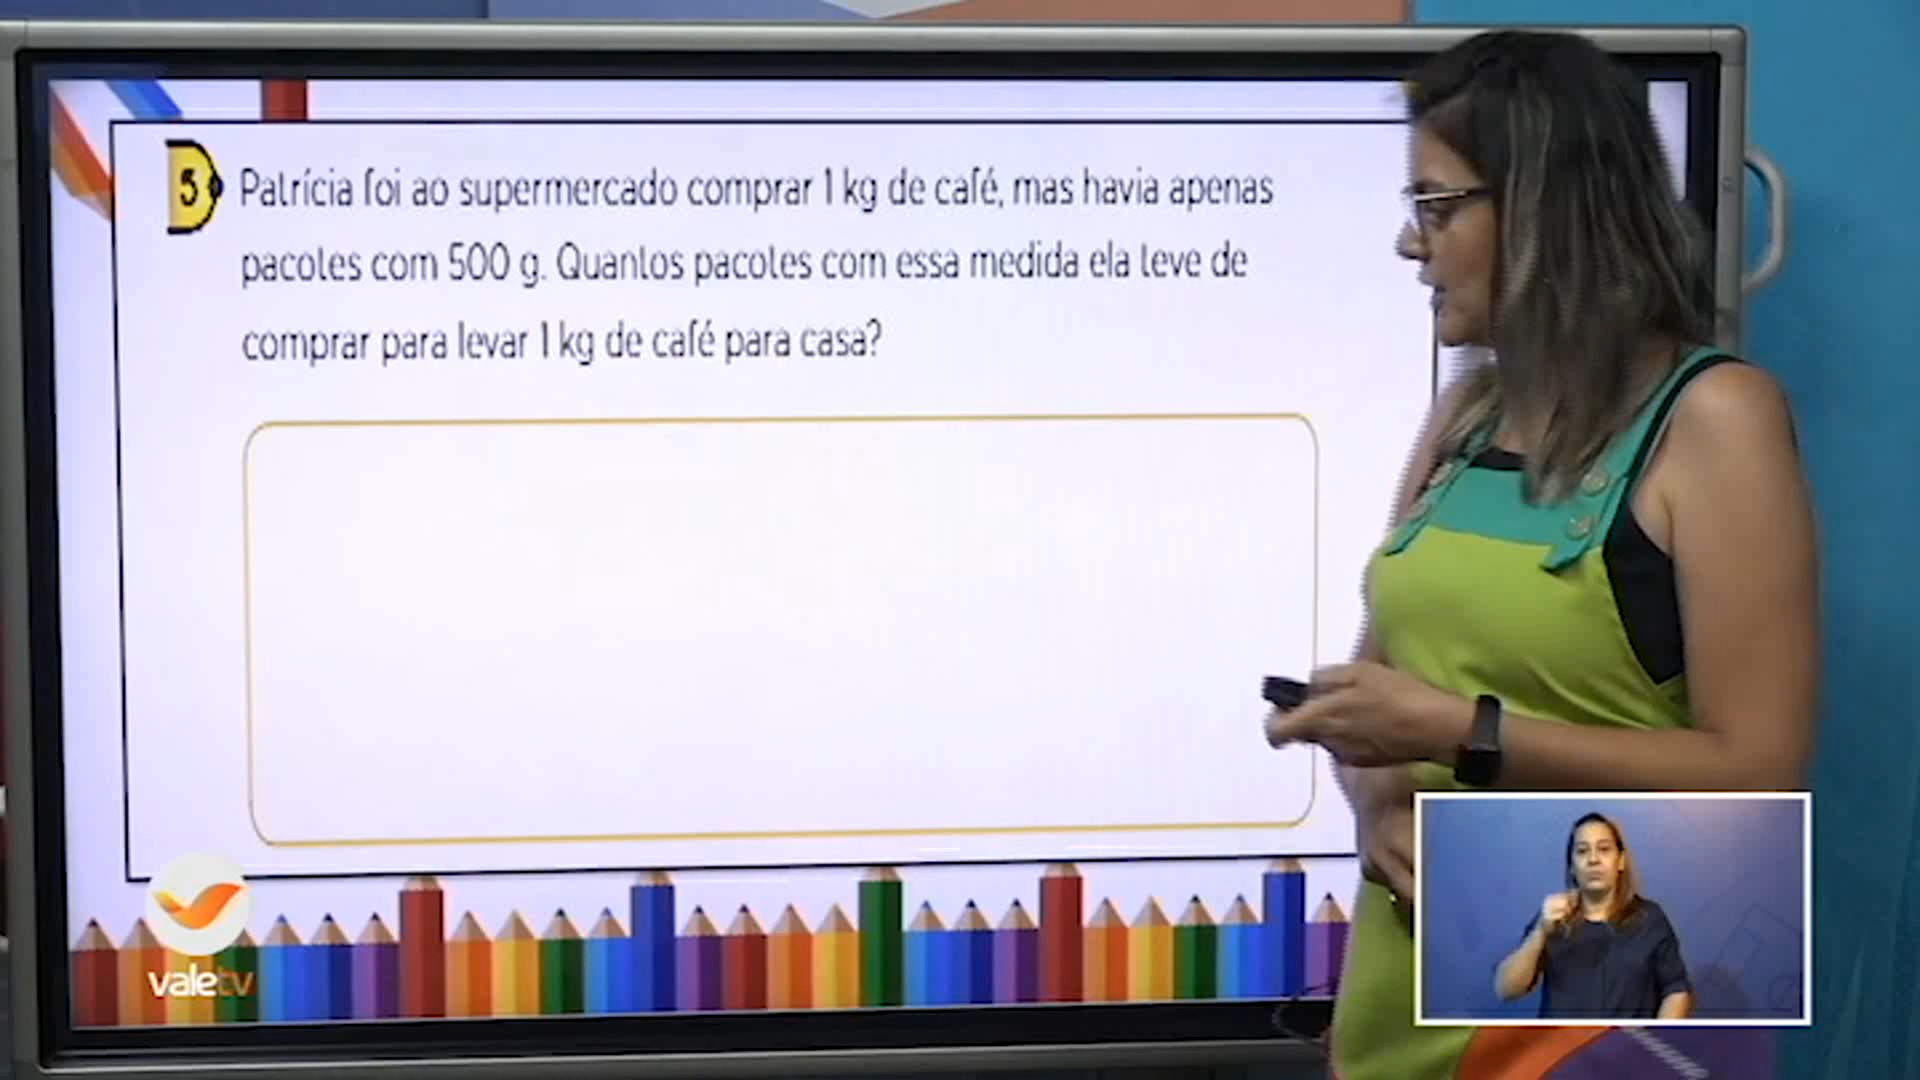 5 Patrícia foi ao supermercado comprar 1 kg de café, mas havia apenas
pacotes com 500 g. Quantos pacotes com essa medida ela teve de
comprar para levar 1 kg de café para casa?
valetv